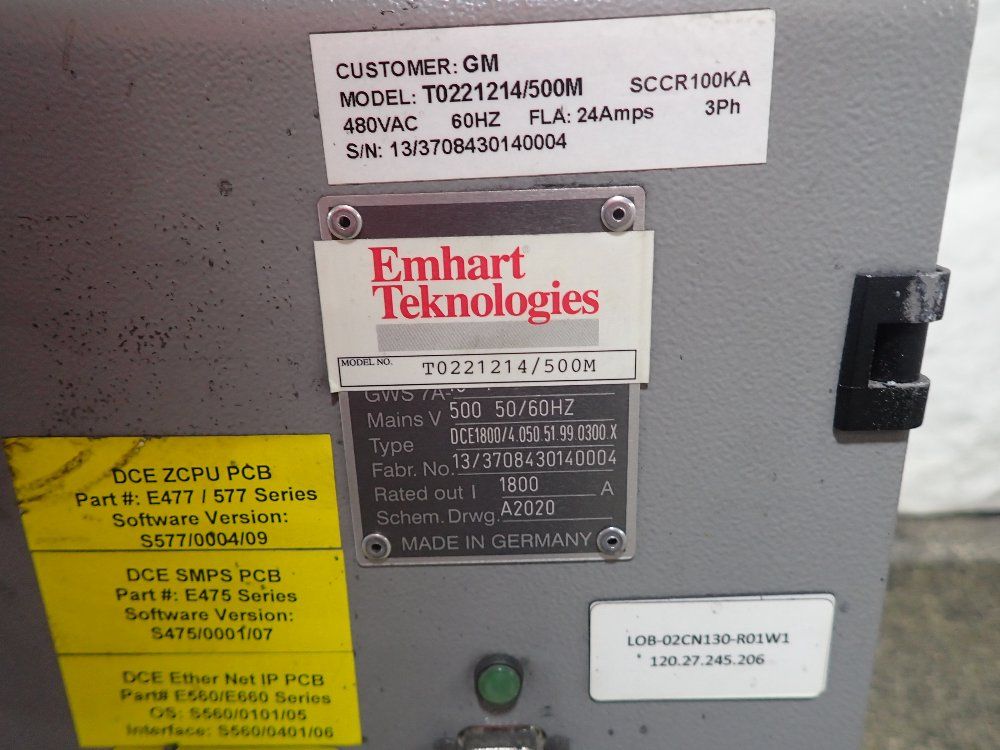 CUSTOMER: GM
MODEL: T0221214/500M SCCR100KA
480VAC 60HZ FLA: 24Amps 3Ph
S/N: 13/3708430140004
Emhart
Teknologies
MODEL NO. T0221214/500M
GWS 7A-
Mains V 500 50/60HZ
Type DCE1800/4.050.51.99.0300.X
Fabr. No. 13/3708430140004
Rated out I 1800 A
Schem. Drwg. A2020
MADE IN GERMANY
DCE ZCPU PCB
Part #: E477 / 577 Series
Software Version:
S577/0004/09
DCE SMPS PCB
Part #: E475 Series
Software Version:
S475/0001/07
DCE Ether Net IP PCB
Part# E560/E660 Series
OS: S560/0101/05
Interface: S560/0401/06
LOB-02CN130-R01W1
120.27.245.206